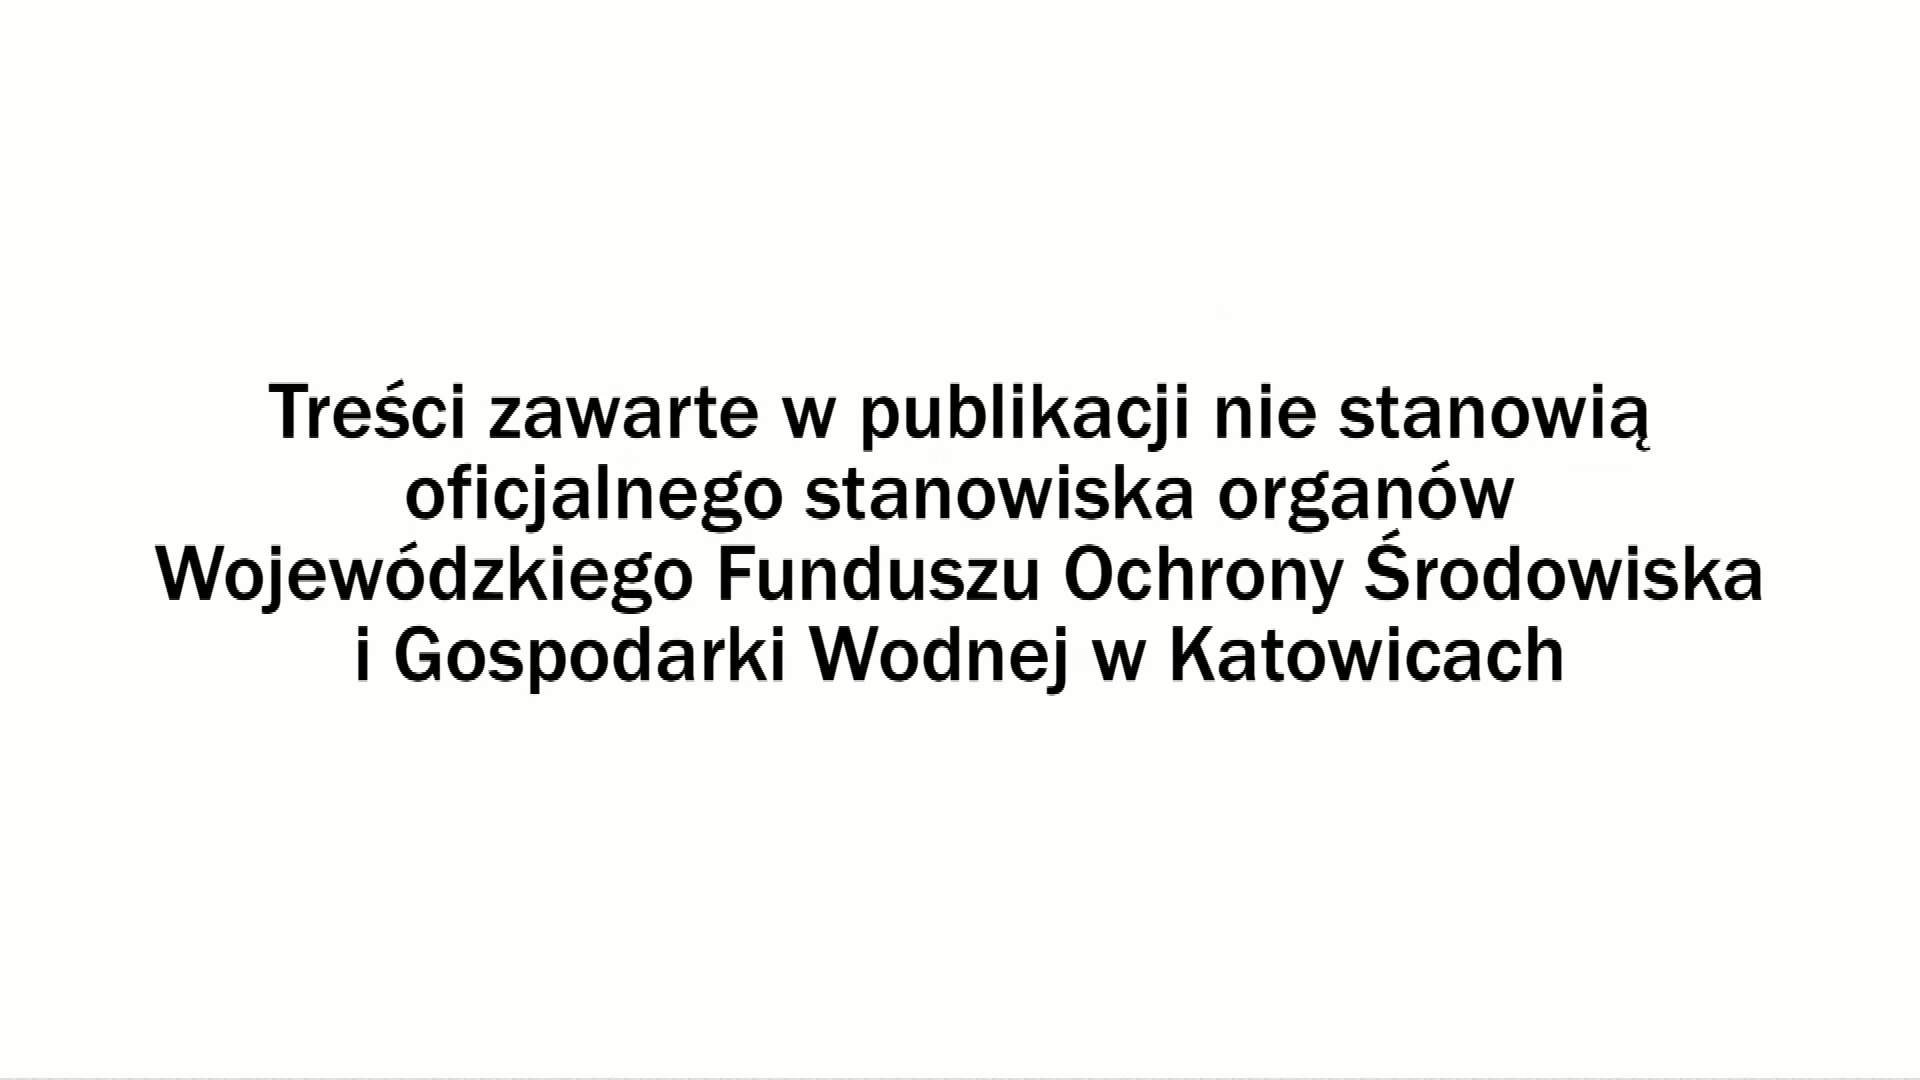 Treści zawarte w publikacji nie stanowią
oficjalnego stanowiska organów
Wojewódzkiego Funduszu Ochrony Środowiska
i Gospodarki Wodnej w Katowicach